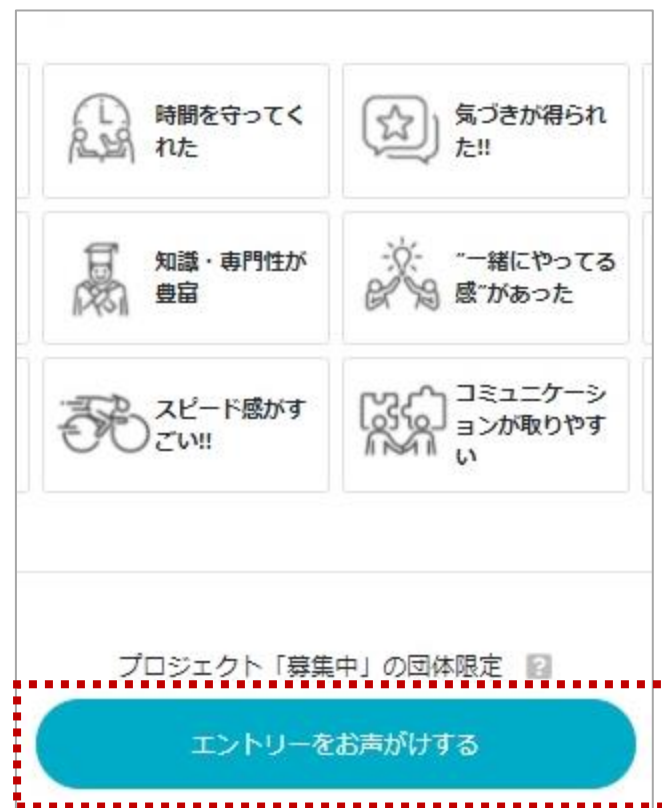 時間を守ってく
れた
気づきが得られ
た!!
知識・専門性が
豊富
"一緒にやってる
感"があった
スピード感がす
ごい!!
コミュニケーシ
ョンが取りやす
い
プロジェクト「募集中」の団体限定 ?
エントリーをお声がけする